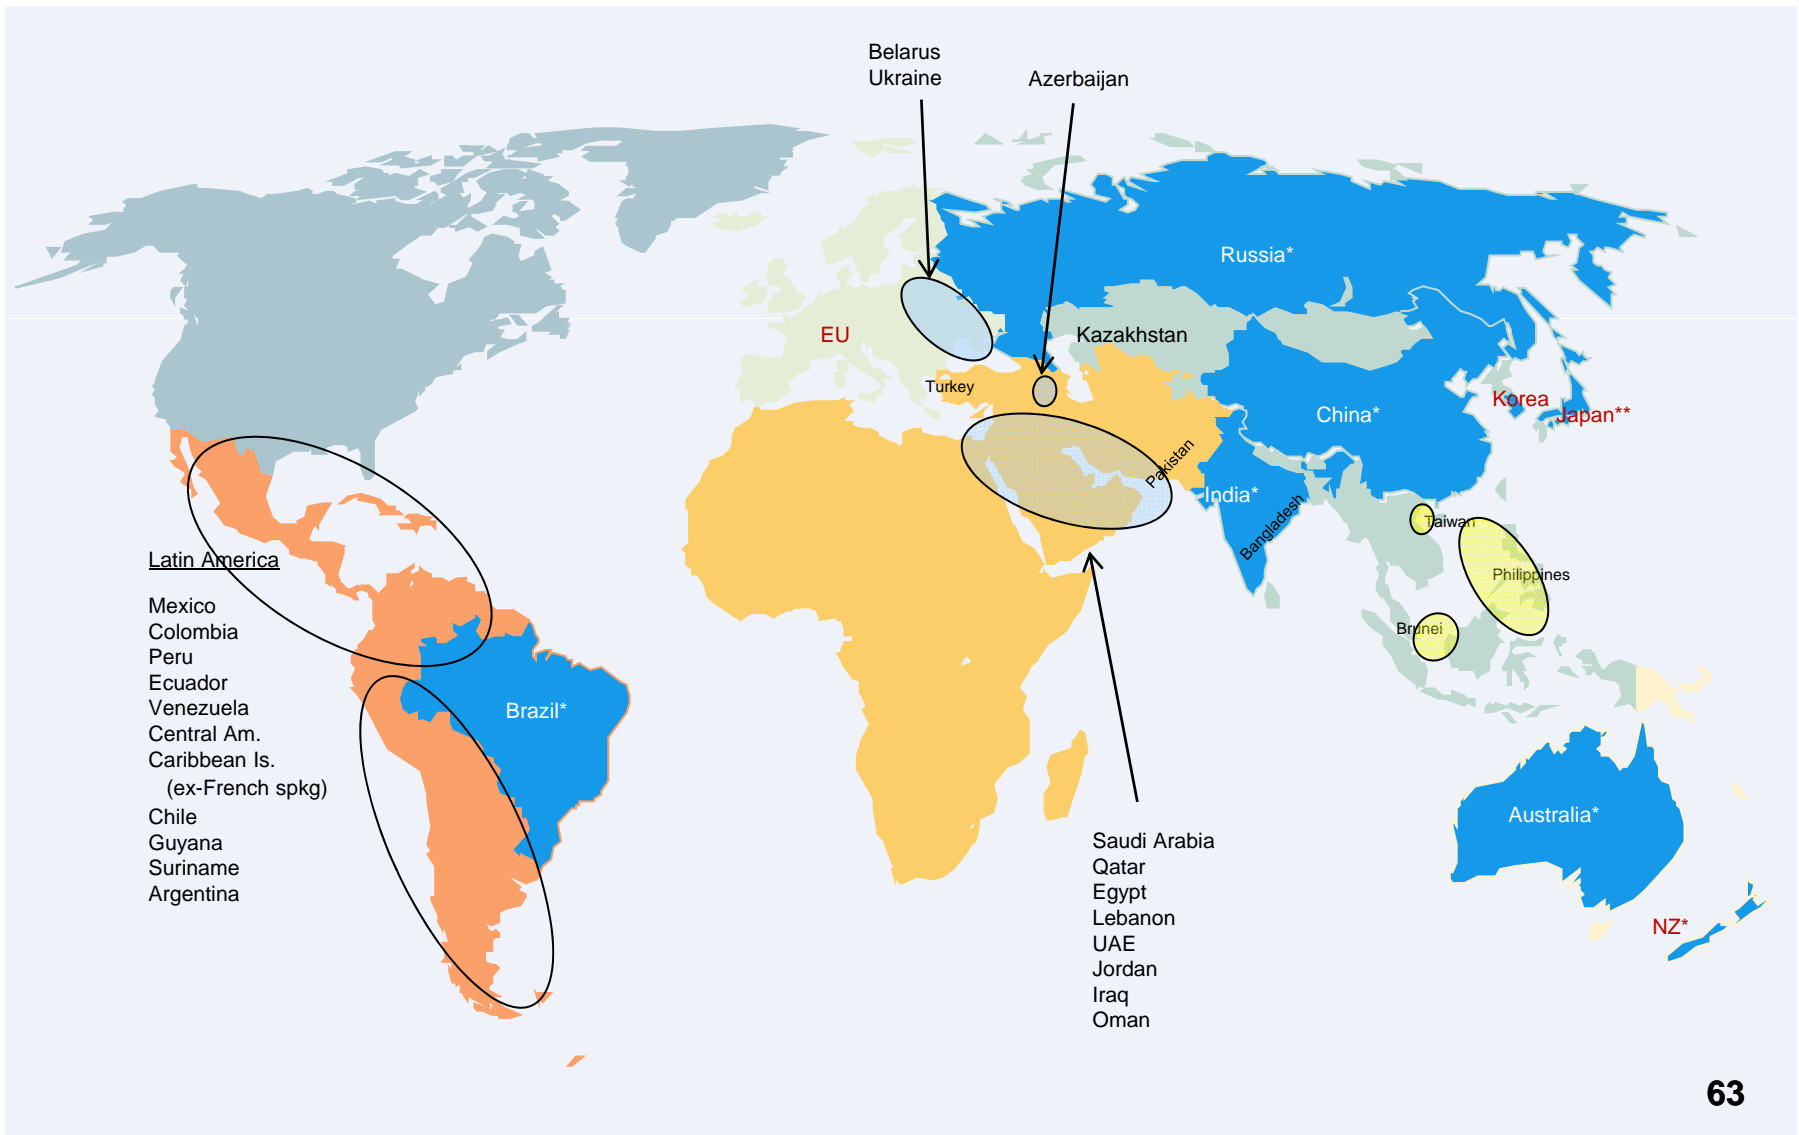 Belarus
Ukraine
Azerbaijan
Russia*
EU
Kazakhstan
Turkey
China*
Korea
Japan**
Pakistan
India*
Bangladesh
Taiwan
Philippines
Brunei
Latin America
Mexico
Colombia
Peru
Ecuador
Venezuela
Central Am.
Caribbean Is.
(ex-French spkg)
Chile
Guyana
Suriname
Argentina
Brazil*
Saudi Arabia
Qatar
Egypt
Lebanon
UAE
Jordan
Iraq
Oman
Australia*
NZ*
63